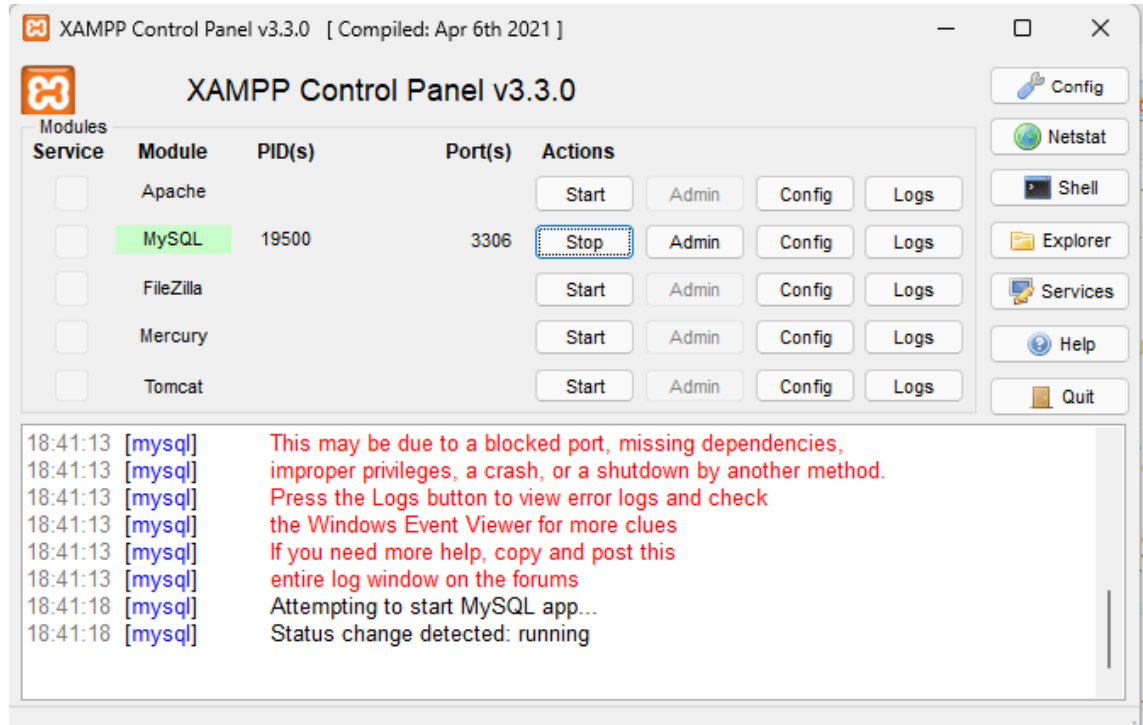 XAMPP Control Panel v3.3.0 [ Compiled: Apr 6th 2021 ]
XAMPP Control Panel v3.3.0
Config
Modules
Netstat
Service Module PID(s) Port(s) Actions
Apache Start Admin Config Logs
Shell
MySQL 19500 3306 Stop Admin Config Logs
Explorer
FileZilla Start Admin Config Logs
Services
Mercury Start Admin Config Logs
Help
Tomcat Start Admin Config Logs
Quit
18:41:13 [mysql] This may be due to a blocked port, missing dependencies,
18:41:13 [mysql] improper privileges, a crash, or a shutdown by another method.
18:41:13 [mysql] Press the Logs button to view error logs and check
18:41:13 [mysql] the Windows Event Viewer for more clues
18:41:13 [mysql] If you need more help, copy and post this
18:41:13 [mysql] entire log window on the forums
18:41:18 [mysql] Attempting to start MySQL app...
18:41:18 [mysql] Status change detected: running